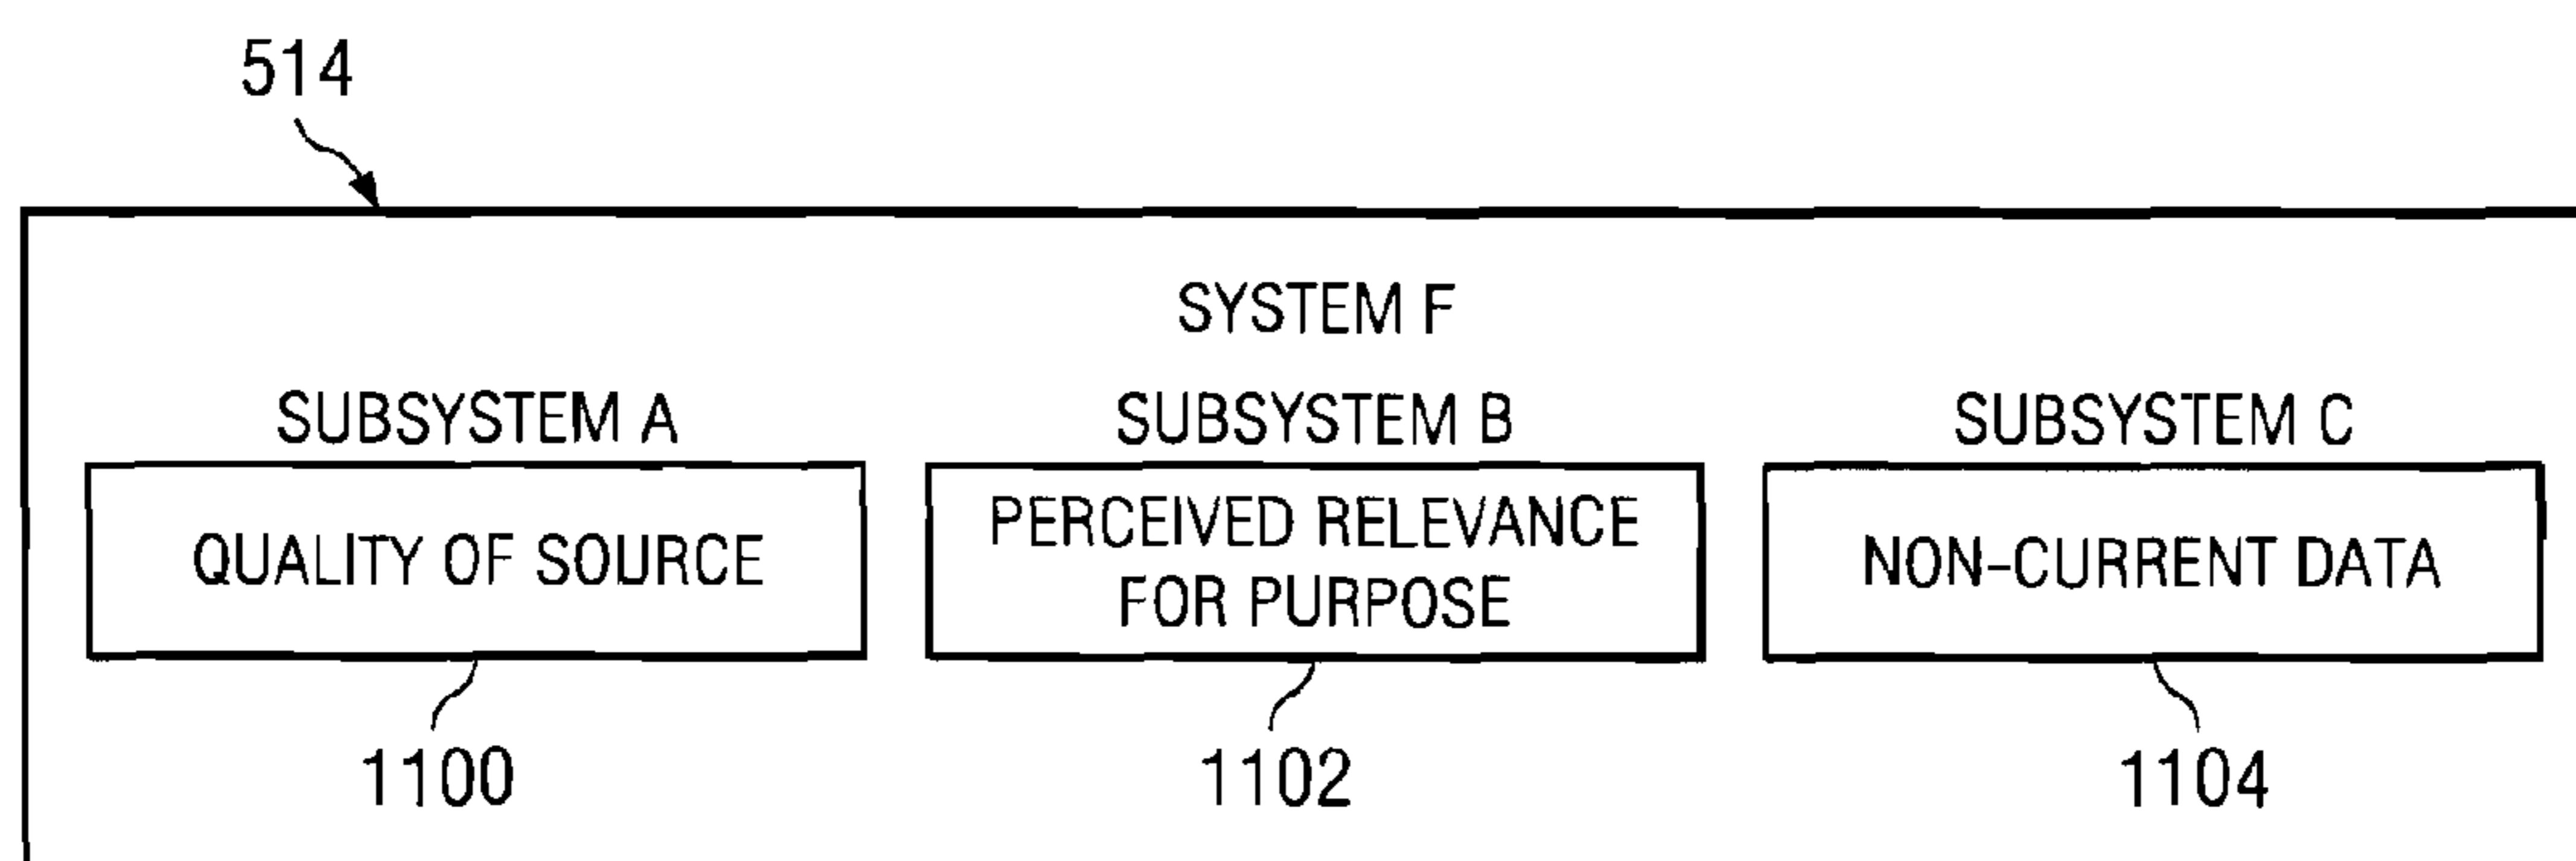 514
SYSTEM F
SUBSYSTEM A
QUALITY OF SOURCE
1100
SUBSYSTEM B
PERCEIVED RELEVANCE
FOR PURPOSE
1102
SUBSYSTEM C
NON-CURRENT DATA
1104